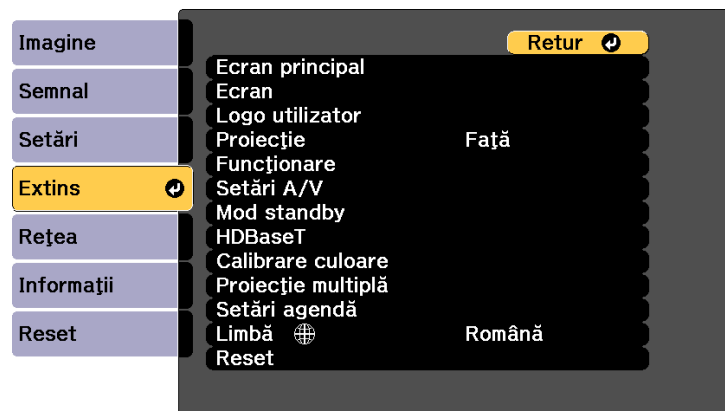 Imagine
Semnal
Setări
Extins
Reţea
Informaţii
Reset
Retur
Ecran principal
Ecran
Logo utilizator
Proiecţie Faţă
Funcţionare
Setări A/V
Mod standby
HDBaseT
Calibrare culoare
Proiecţie multiplă
Setări agendă
Limbă Română
Reset